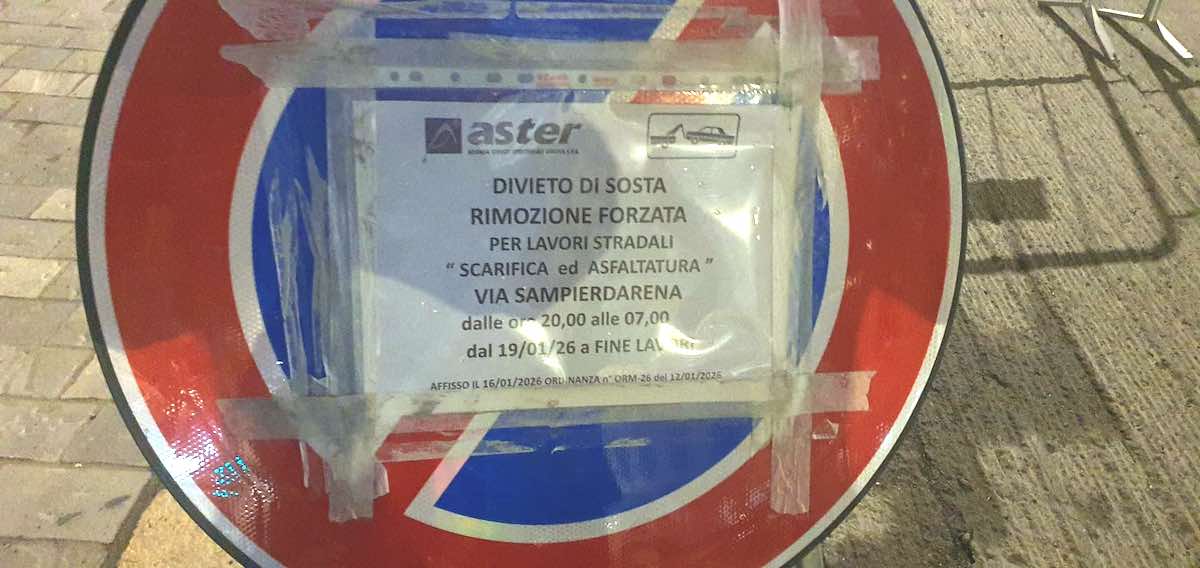 aster
DIVIETO DI SOSTA
RIMOZIONE FORZATA
PER LAVORI STRADALI
“ SCARIFICA ed ASFALTATURA ”
VIA SAMPIERDARENA
dalle ore 20,00 alle 07,00
dal 19/01/26 a FINE LAVORI
AFFISSO IL 16/01/2026 ORDINANZA n° ORM-26 del 12/01/2026